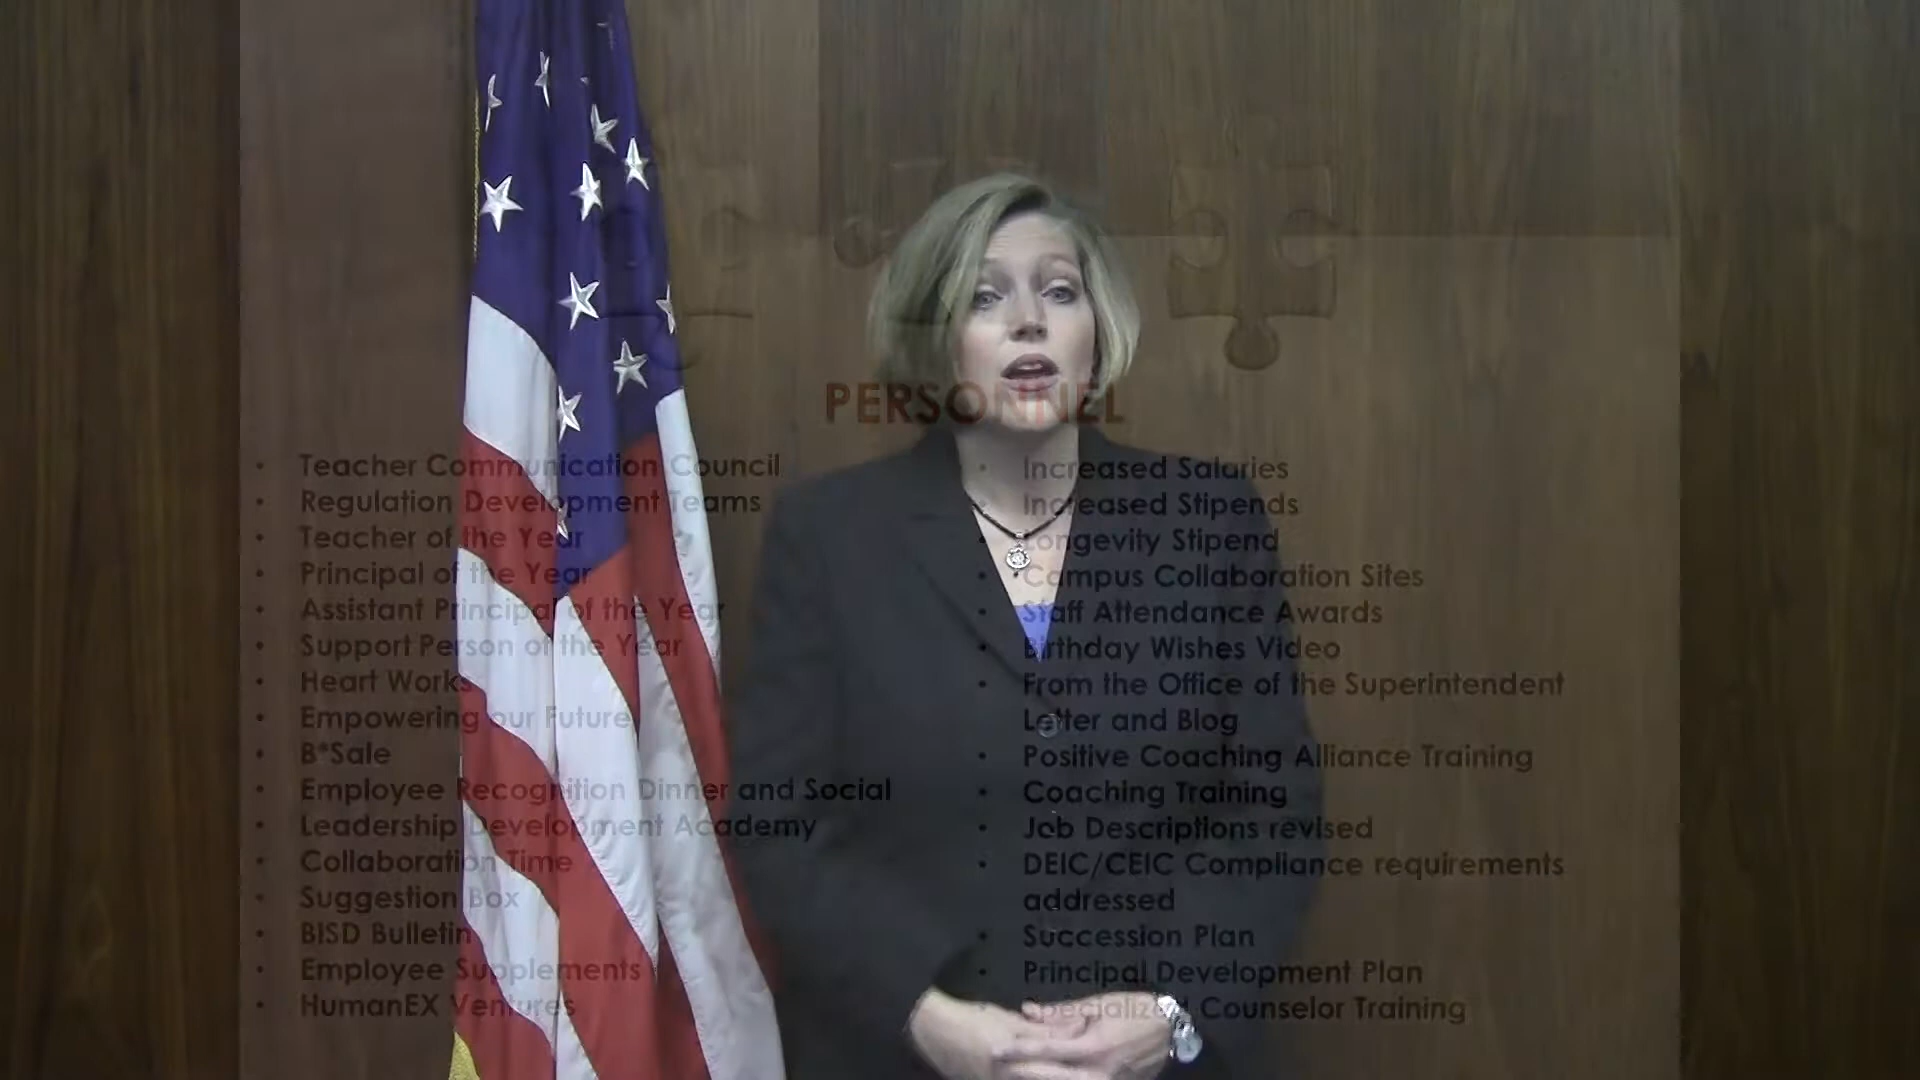 PERSONNEL
• Teacher Communication Council
• Regulation Development Teams
• Teacher of the Year
• Principal of the Year
• Assistant Principal of the Year
• Support Person of the Year
• Heart Works
• Empowering our Future
• B*Sale
• Employee Recognition Dinner and Social
• Leadership Development Academy
• Collaboration Time
• Suggestion Box
• BISD Bulletin
• Employee Supplements
• HumanEX Ventures
• Increased Salaries
• Increased Stipends
• Longevity Stipend
• Campus Collaboration Sites
• Staff Attendance Awards
• Birthday Wishes Video
• From the Office of the Superintendent
Letter and Blog
• Positive Coaching Alliance Training
• Coaching Training
• Job Descriptions revised
• DEIC/CEIC Compliance requirements
addressed
• Succession Plan
• Principal Development Plan
• Specialized Counselor Training